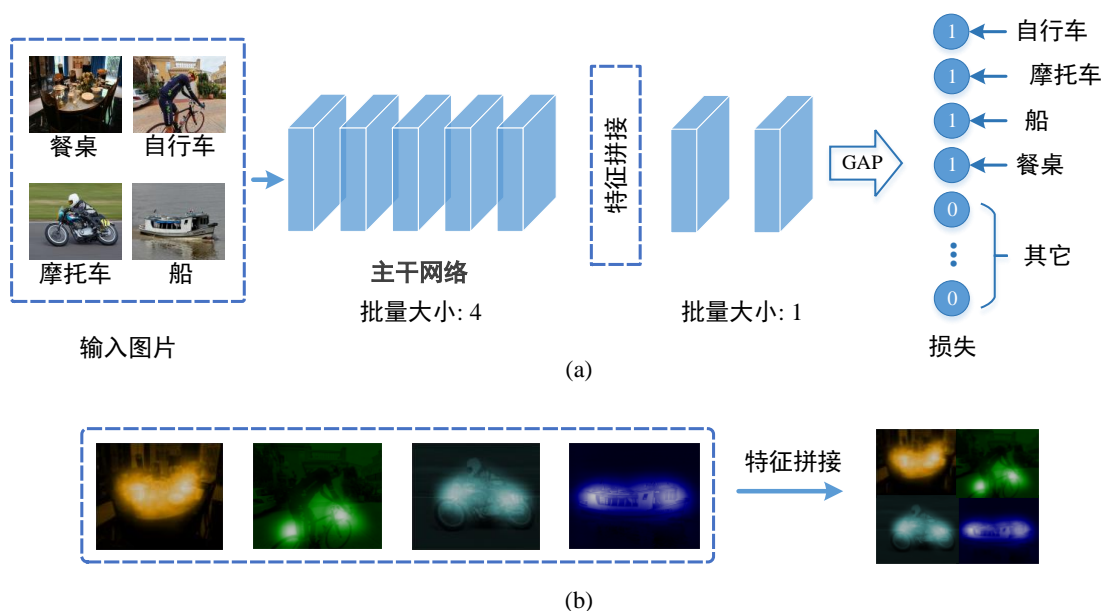 餐桌
自行车
摩托车
船
输入图片
主干网络
批量大小: 4
特征拼接
批量大小: 1
GAP
1
自行车
1
摩托车
1
船
1
餐桌
0
其它
0
损失
(a)
特征拼接
(b)